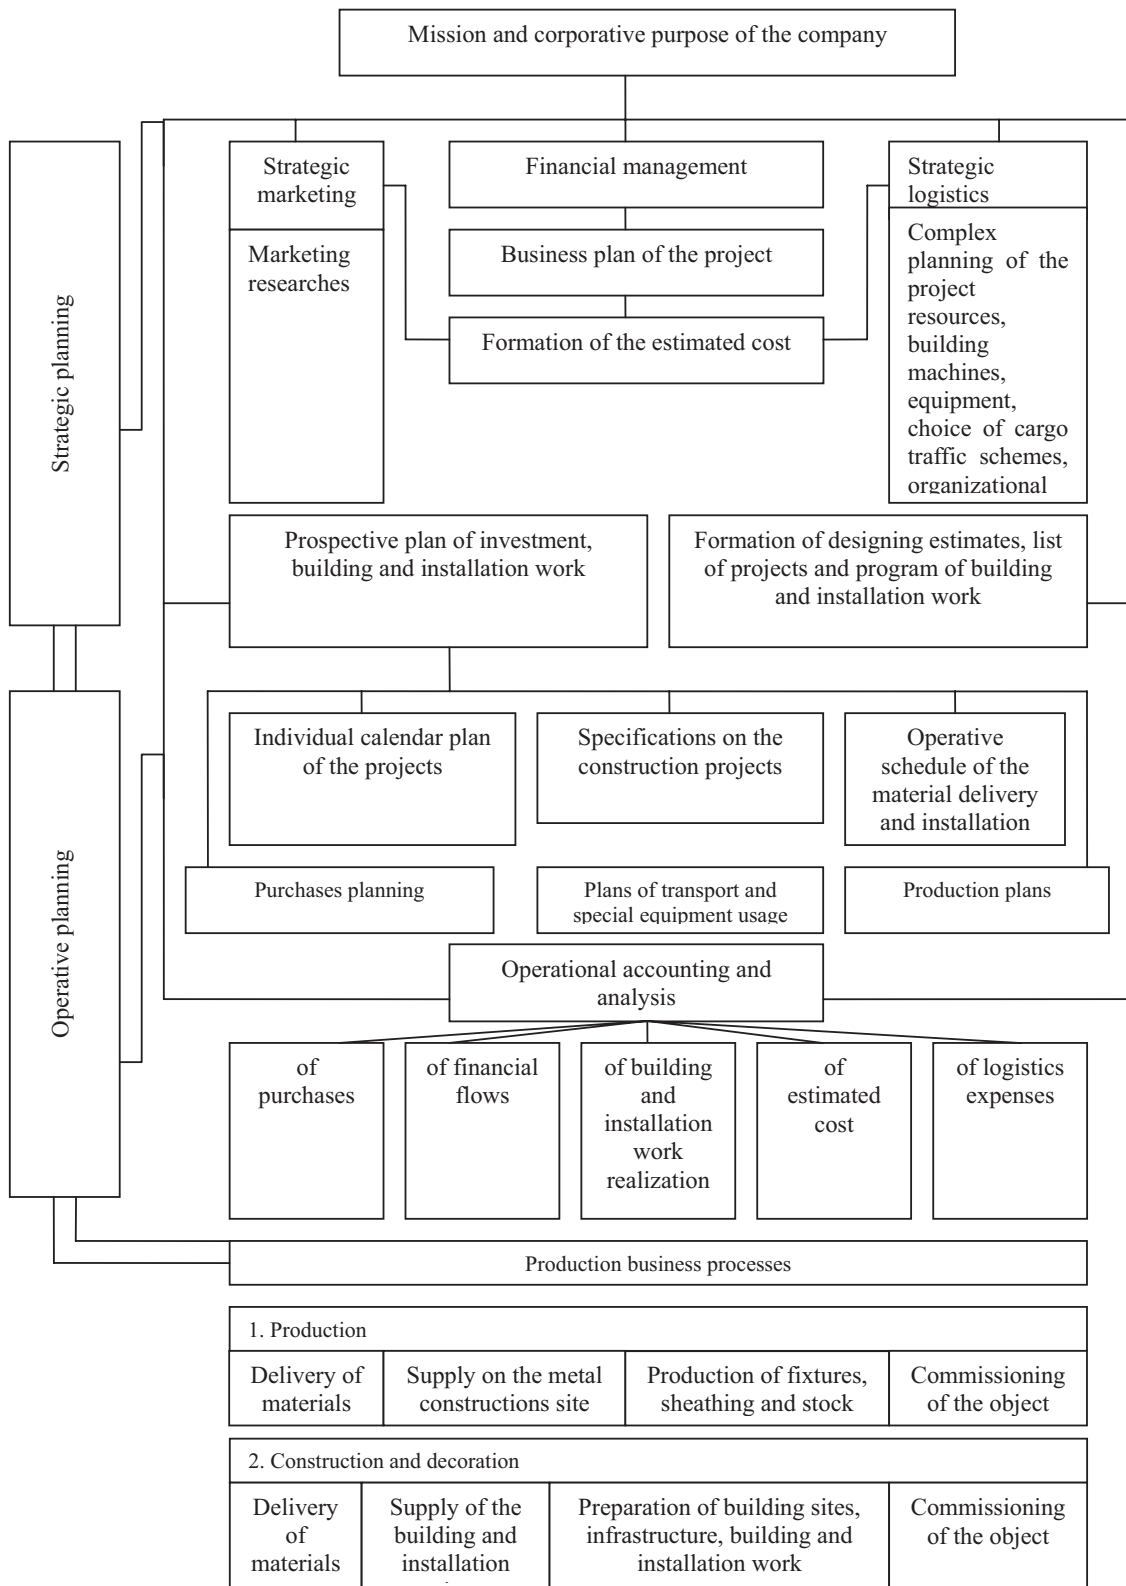 Mission and corporative purpose of the company
Strategic planning
Strategic
marketing
Marketing
researches
Financial management
Business plan of the project
Formation of the estimated cost
Strategic
logistics
Complex
planning of the
project
resources,
building
machines,
equipment,
choice of cargo
traffic schemes,
organizational
Prospective plan of investment,
building and installation work
Formation of designing estimates, list
of projects and program of building
and installation work
Operative planning
Individual calendar plan
of the projects
Specifications on the
construction projects
Operative
schedule of the
material delivery
and installation
Purchases planning
Plans of transport and
special equipment usage
Production plans
Operational accounting and
analysis
of
purchases
of financial
flows
of building
and
installation
work
realization
of
estimated
cost
of logistics
expenses
Production business processes
1. Production
Delivery of
materials
Supply on the metal
constructions site
Production of fixtures,
sheathing and stock
Commissioning
of the object
2. Construction and decoration
Delivery
of
materials
Supply of the
building and
installation
Preparation of building sites,
infrastructure, building and
installation work
Commissioning
of the object